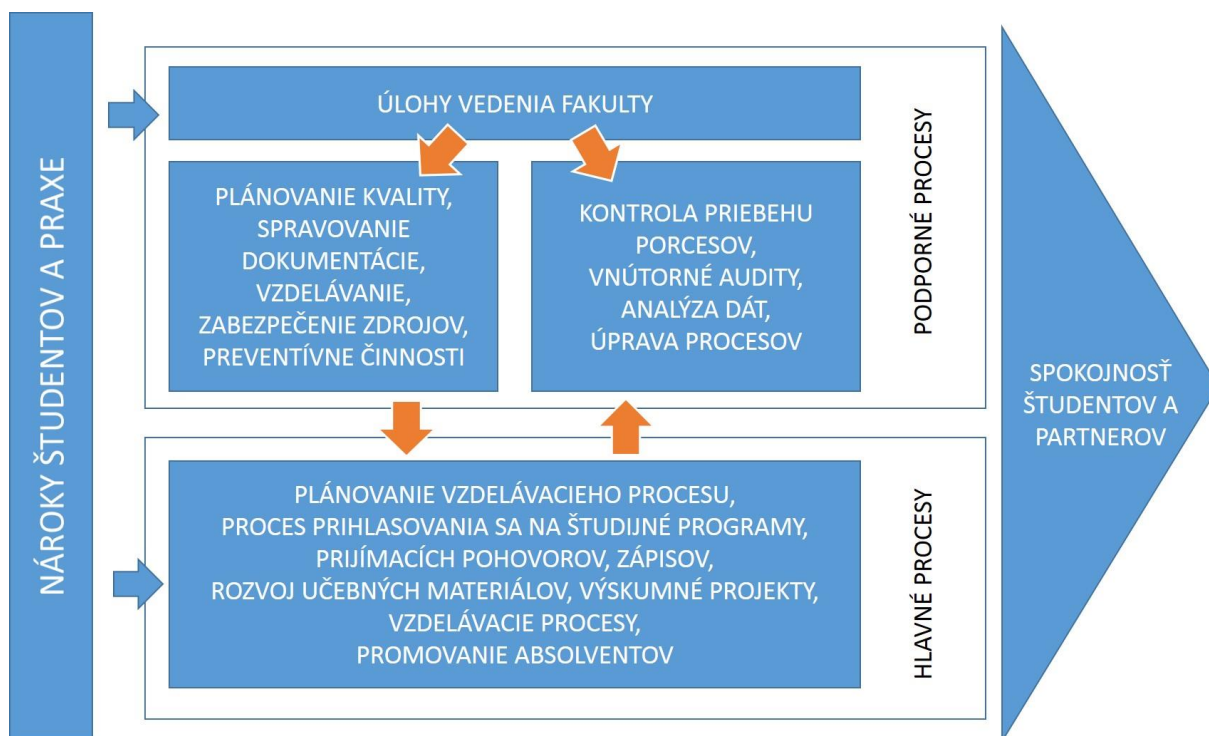 NÁROKY ŠTUDENTOV A PRAXE
ÚLOHY VEDENIA FAKULTY
PLÁNOVANIE KVALITY,
SPRAVOVANIE
DOKUMENTÁCIE,
VZDELÁVANIE,
ZABEZPEČENIE ZDROJOV,
PREVENTÍVNE ČINNOSTI
KONTROLA PRIEBEHU
PORCESOV,
VNÚTORNÉ AUDITY,
ANALÝZA DÁT,
ÚPRAVA PROCESOV
PODPORNÉ PROCESY
PLÁNOVANIE VZDELÁVACIEHO PROCESU,
PROCES PRIHLASOVANIA SA NA ŠTUDIJNÉ PROGRAMY,
PRIJÍMACÍCH POHOVOROV, ZÁPISOV,
ROZVOJ UČEBNÝCH MATERIÁLOV, VÝSKUMNÉ PROJEKTY,
VZDELÁVACIE PROCESY,
PROMOVANIE ABSOLVENTOV
HLAVNÉ PROCESY
SPOKOJNOSŤ
ŠTUDENTOV A
PARTNEROV